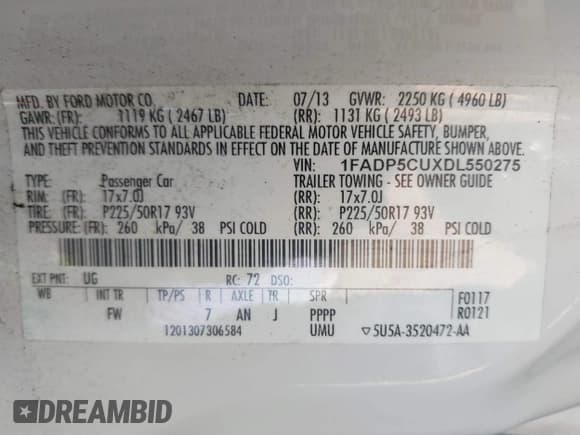 MFD. BY FORD MOTOR CO. DATE: 07/13 GVWR: 2250 KG ( 4960 LB)
GAWR: (FR): 1119 KG ( 2467 LB) (RR): 1131 KG ( 2493 LB)
THIS VEHICLE CONFORMS TO ALL APPLICABLE FEDERAL MOTOR VEHICLE SAFETY, BUMPER,
AND THEFT PREVENTION STANDARDS IN EFFECT ON THE DATE OF MANUFACTURE SHOWN ABOVE.
VIN: 1FADP5CUXDL550275
TYPE: Passenger Car TRAILER TOWING - SEE OWNER GUIDE
RIM: (FR): 17x7.0J (RR): 17x7.0J
TIRE: (FR): P225/50R17 93V (RR): P225/50R17 93V
PRESSURE: (FR): 260 kPa/ 38 PSI COLD (RR): 260 kPa/ 38 PSI COLD
EXT PNT: UG RC: 72 DSO:
WB INT TR TP/PS R AXLE TR SPR F0117
FW 7 AN J PPPP R0121
1201307306584 UMU ▽5U5A-3520472-AA
DREAMBID